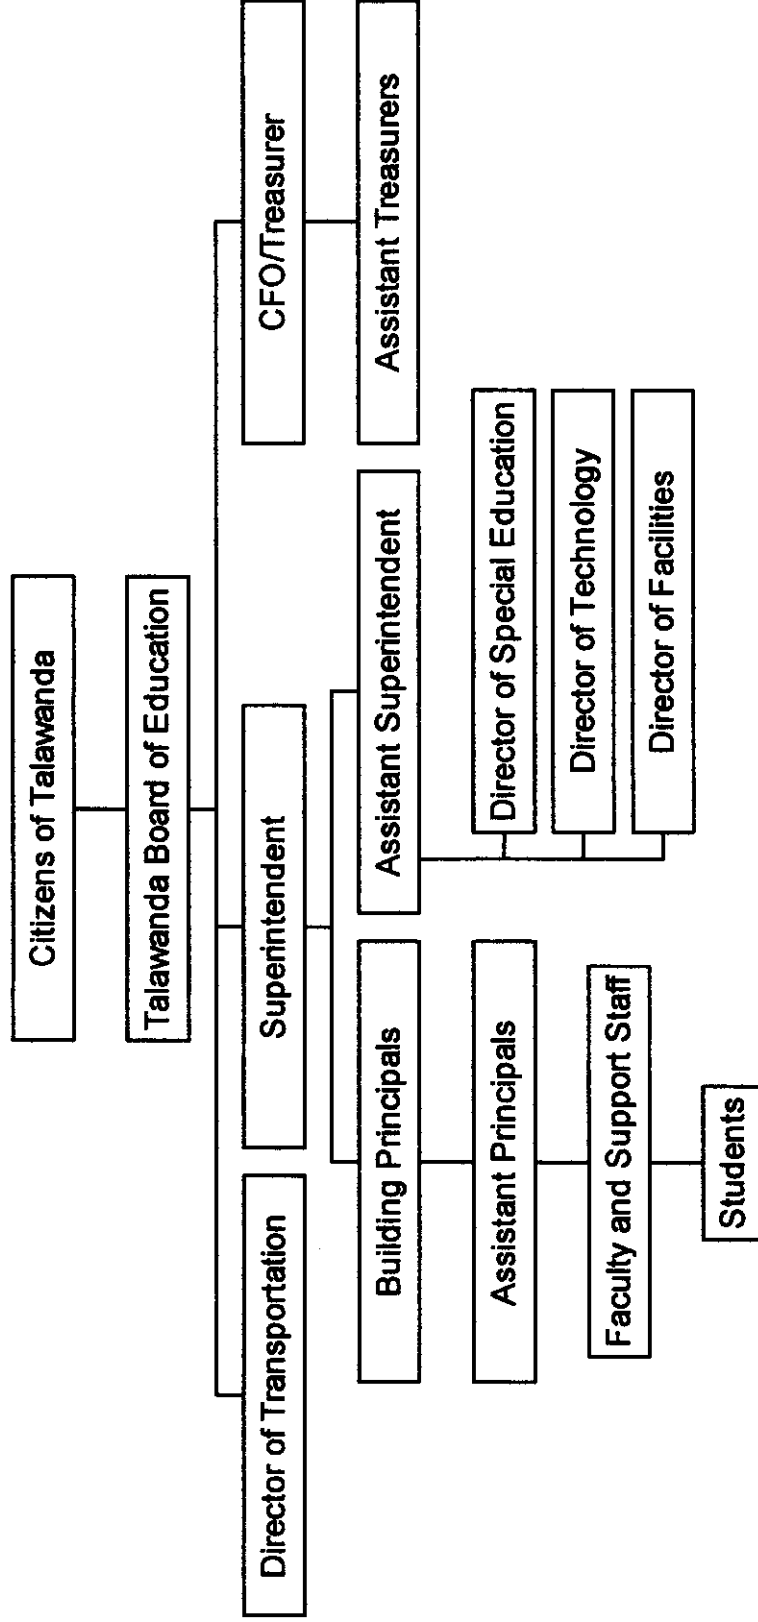 Citizens of Talawanda
Talawanda Board of Education
Director of Transportation
Superintendent
CFO/Treasurer
Building Principals
Assistant Superintendent
Assistant Treasurers
Assistant Principals
Director of Special Education
Director of Technology
Faculty and Support Staff
Director of Facilities
Students